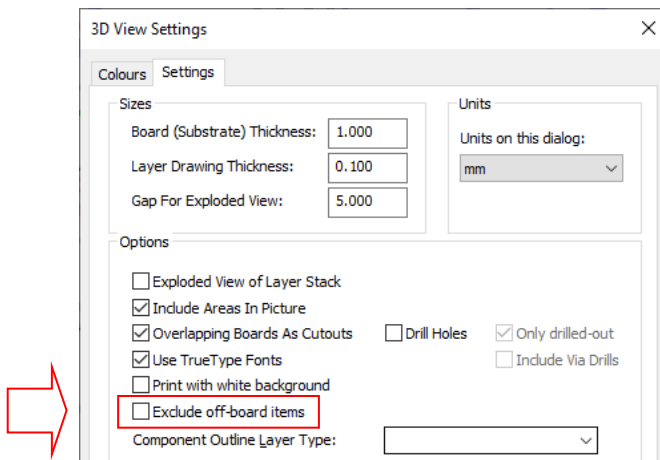 3D View Settings
Colours Settings
Sizes Units
Board (Substrate) Thickness: 1.000 Units on this dialog:
Layer Drawing Thickness: 0.100 mm
Gap For Exploded View: 5.000
Options
Exploded View of Layer Stack
Include Areas In Picture
Overlapping Boards As Cutouts Drill Holes Only drilled-out
Use TrueType Fonts Include Via Drills
Print with white background
Exclude off-board items
Component Outline Layer Type: